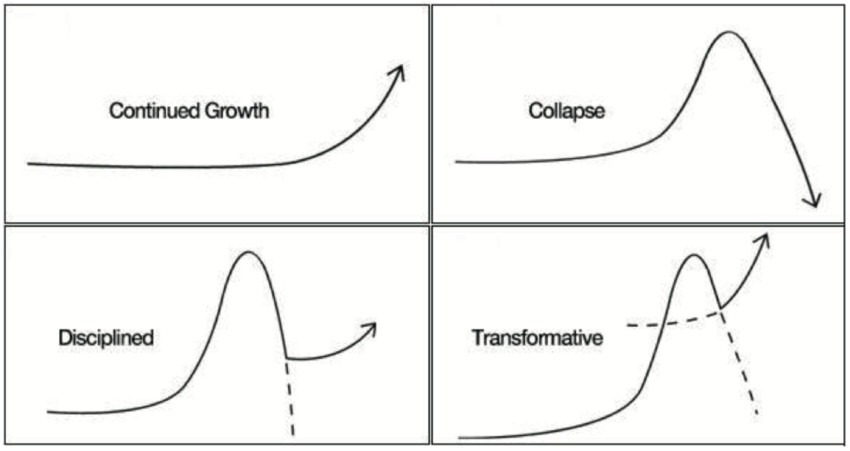 Continued Growth
Collapse
Disciplined
Transformative